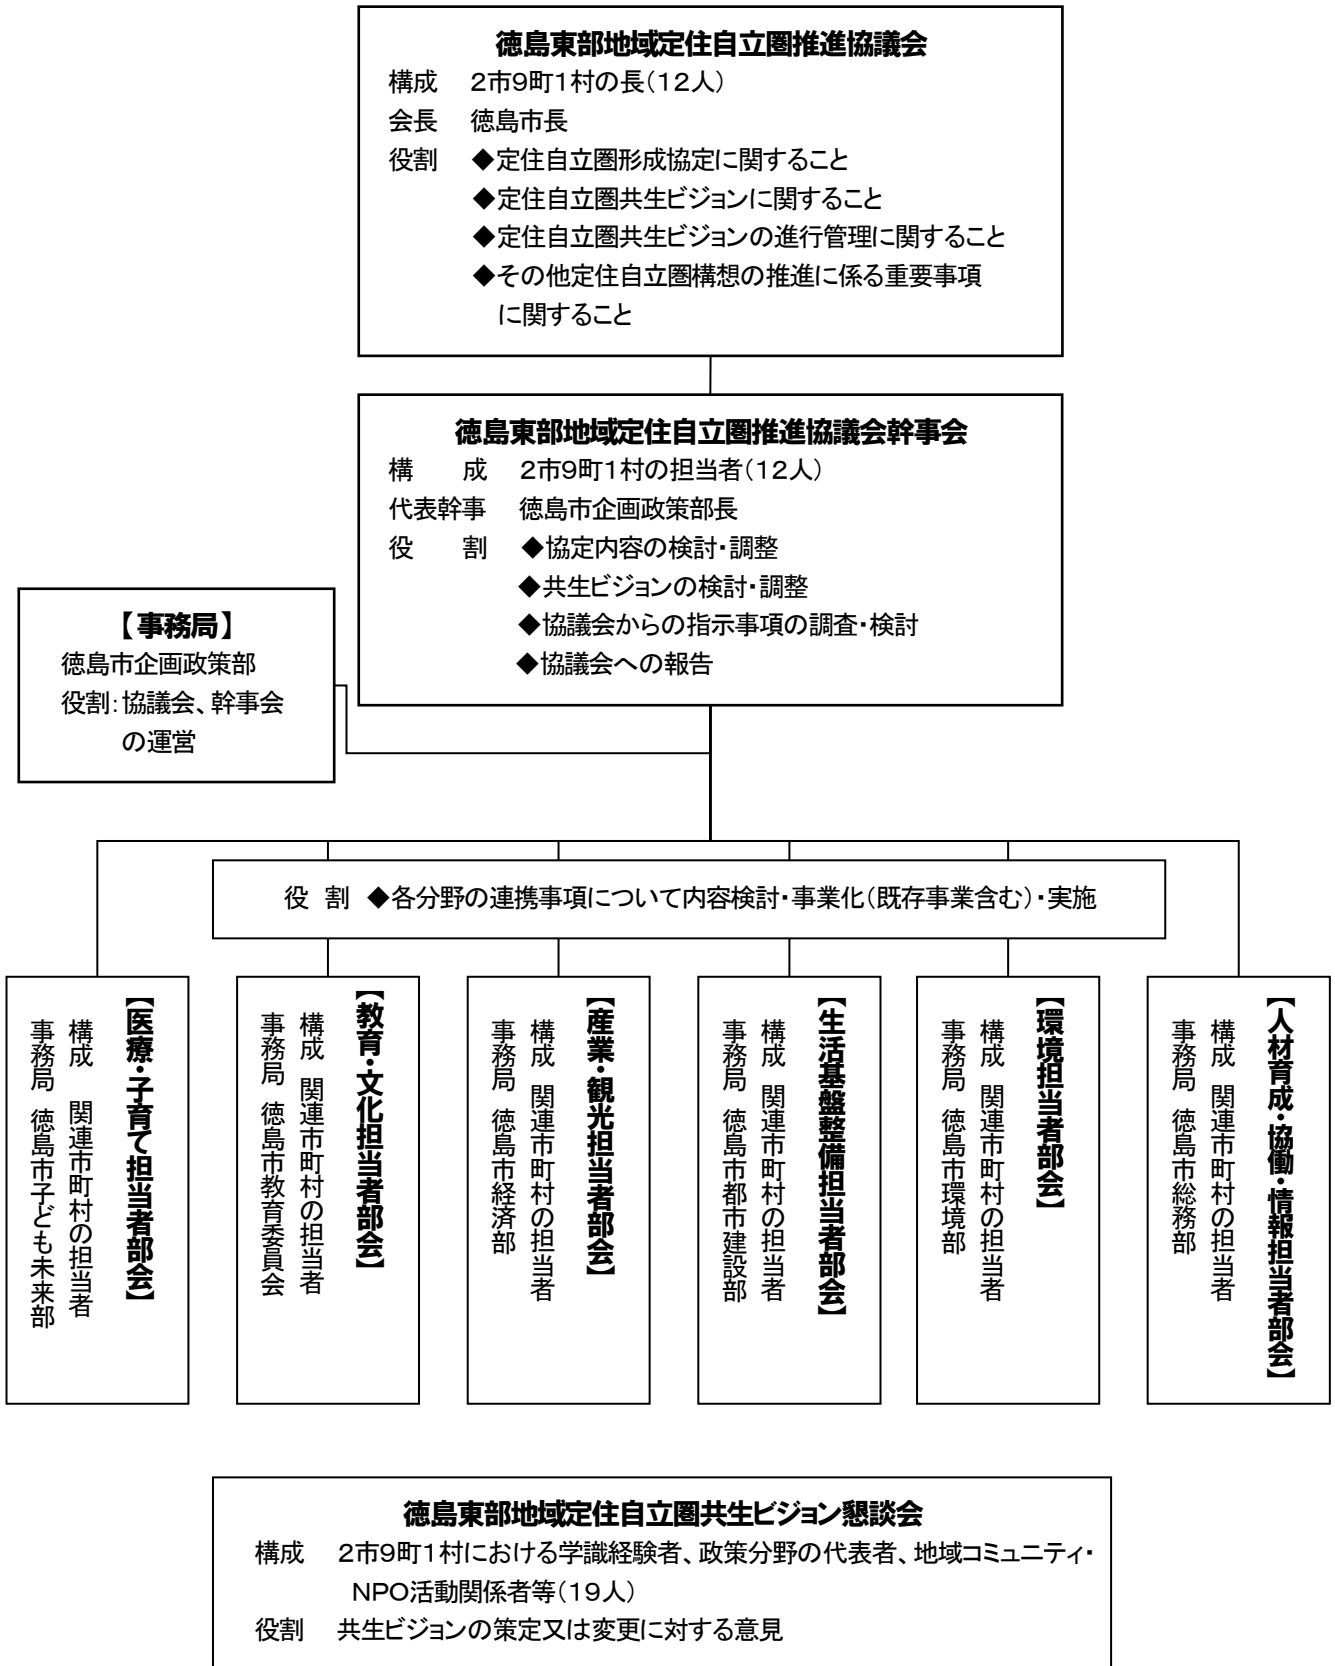 徳島東部地域定住自立圏推進協議会
構成 2市9町1村の長(12人)
会長 徳島市長
役割 ◆定住自立圏形成協定に関すること
◆定住自立圏共生ビジョンに関すること
◆定住自立圏共生ビジョンの進行管理に関すること
◆その他定住自立圏構想の推進に係る重要事項
に関すること
徳島東部地域定住自立圏推進協議会幹事会
構 成 2市9町1村の担当者(12人)
代表幹事 徳島市企画政策部長
役 割 ◆協定内容の検討・調整
◆共生ビジョンの検討・調整
◆協議会からの指示事項の調査・検討
◆協議会への報告
【事務局】
徳島市企画政策部
役割:協議会、幹事会
の運営
役 割 ◆各分野の連携事項について内容検討・事業化(既存事業含む)・実施
【医療・子育て担当者部会】
構成 関連市町村の担当者
事務局 徳島市子ども未来部
【教育・文化担当者部会】
構成 関連市町村の担当者
事務局 徳島市教育委員会
【産業・観光担当者部会】
構成 関連市町村の担当者
事務局 徳島市経済部
【生活基盤整備担当者部会】
構成 関連市町村の担当者
事務局 徳島市都市建設部
【環境担当者部会】
構成 関連市町村の担当者
事務局 徳島市環境部
【人材育成・協働・情報担当者部会】
構成 関連市町村の担当者
事務局 徳島市総務部
徳島東部地域定住自立圏共生ビジョン懇談会
構成 2市9町1村における学識経験者、政策分野の代表者、地域コミュニティ・
NPO活動関係者等(19人)
役割 共生ビジョンの策定又は変更に対する意見